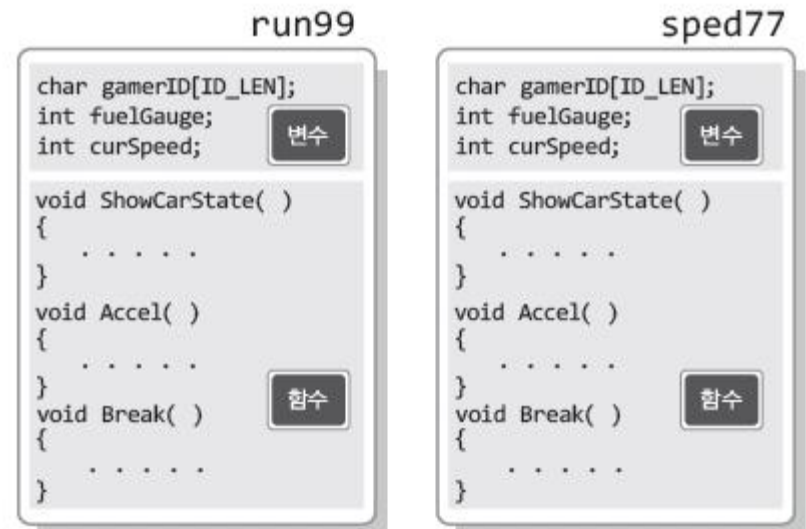 run99
char gamerID[ID_LEN];
int fuelGauge;
int curSpeed;
변수
void ShowCarState( )
{
. . . . .
}
void Accel( )
{
. . . . .
}
void Break( )
{
. . . . .
}
함수
sped77
char gamerID[ID_LEN];
int fuelGauge;
int curSpeed;
변수
void ShowCarState( )
{
. . . . .
}
void Accel( )
{
. . . . .
}
void Break( )
{
. . . . .
}
함수